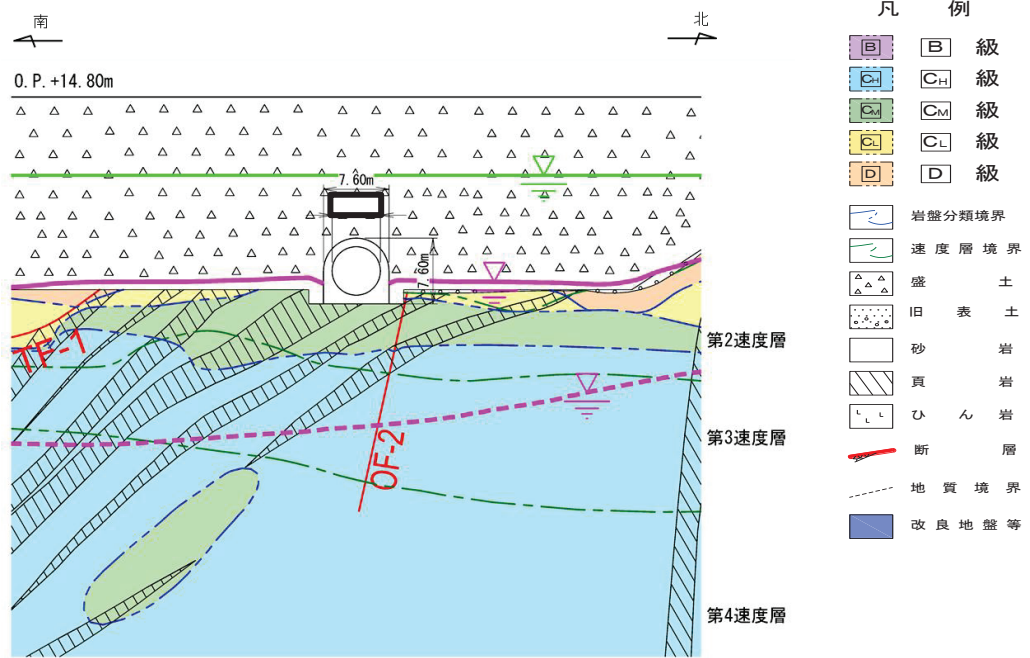 南
北
O.P.+14.80m
7.60m
7.60m
TF-1
OF-2
第2速度層
第3速度層
第4速度層
凡 例
B B 級
CH CH 級
CM CM 級
CL CL 級
D D 級
岩盤分類境界
速度層境界
盛土
旧表土
砂岩
頁岩
ひん岩
断層
地質境界
改良地盤等